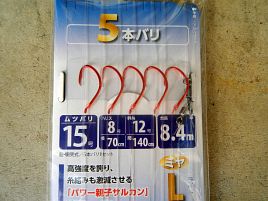 5本バリ
ムツバリ
15号
ハリス
8号
70cm
幹糸
12号
140cm
全長
8.4m
高強度を誇り、
糸絡みも激減させる
「パワー親子サルカン」
L